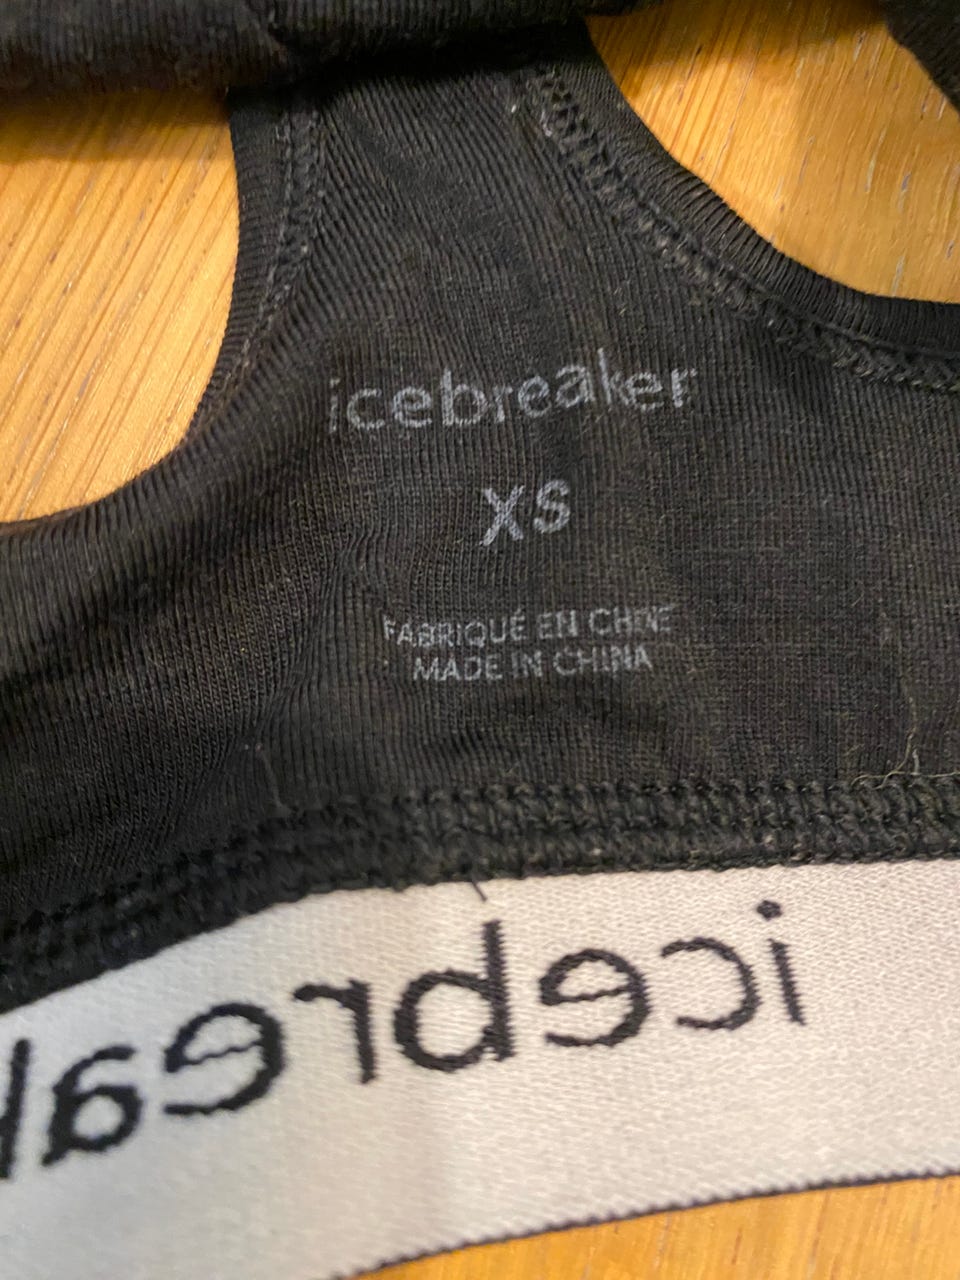 icebreaker
XS
FABRIQUÉ EN CHINE
MADE IN CHINA
icebreak